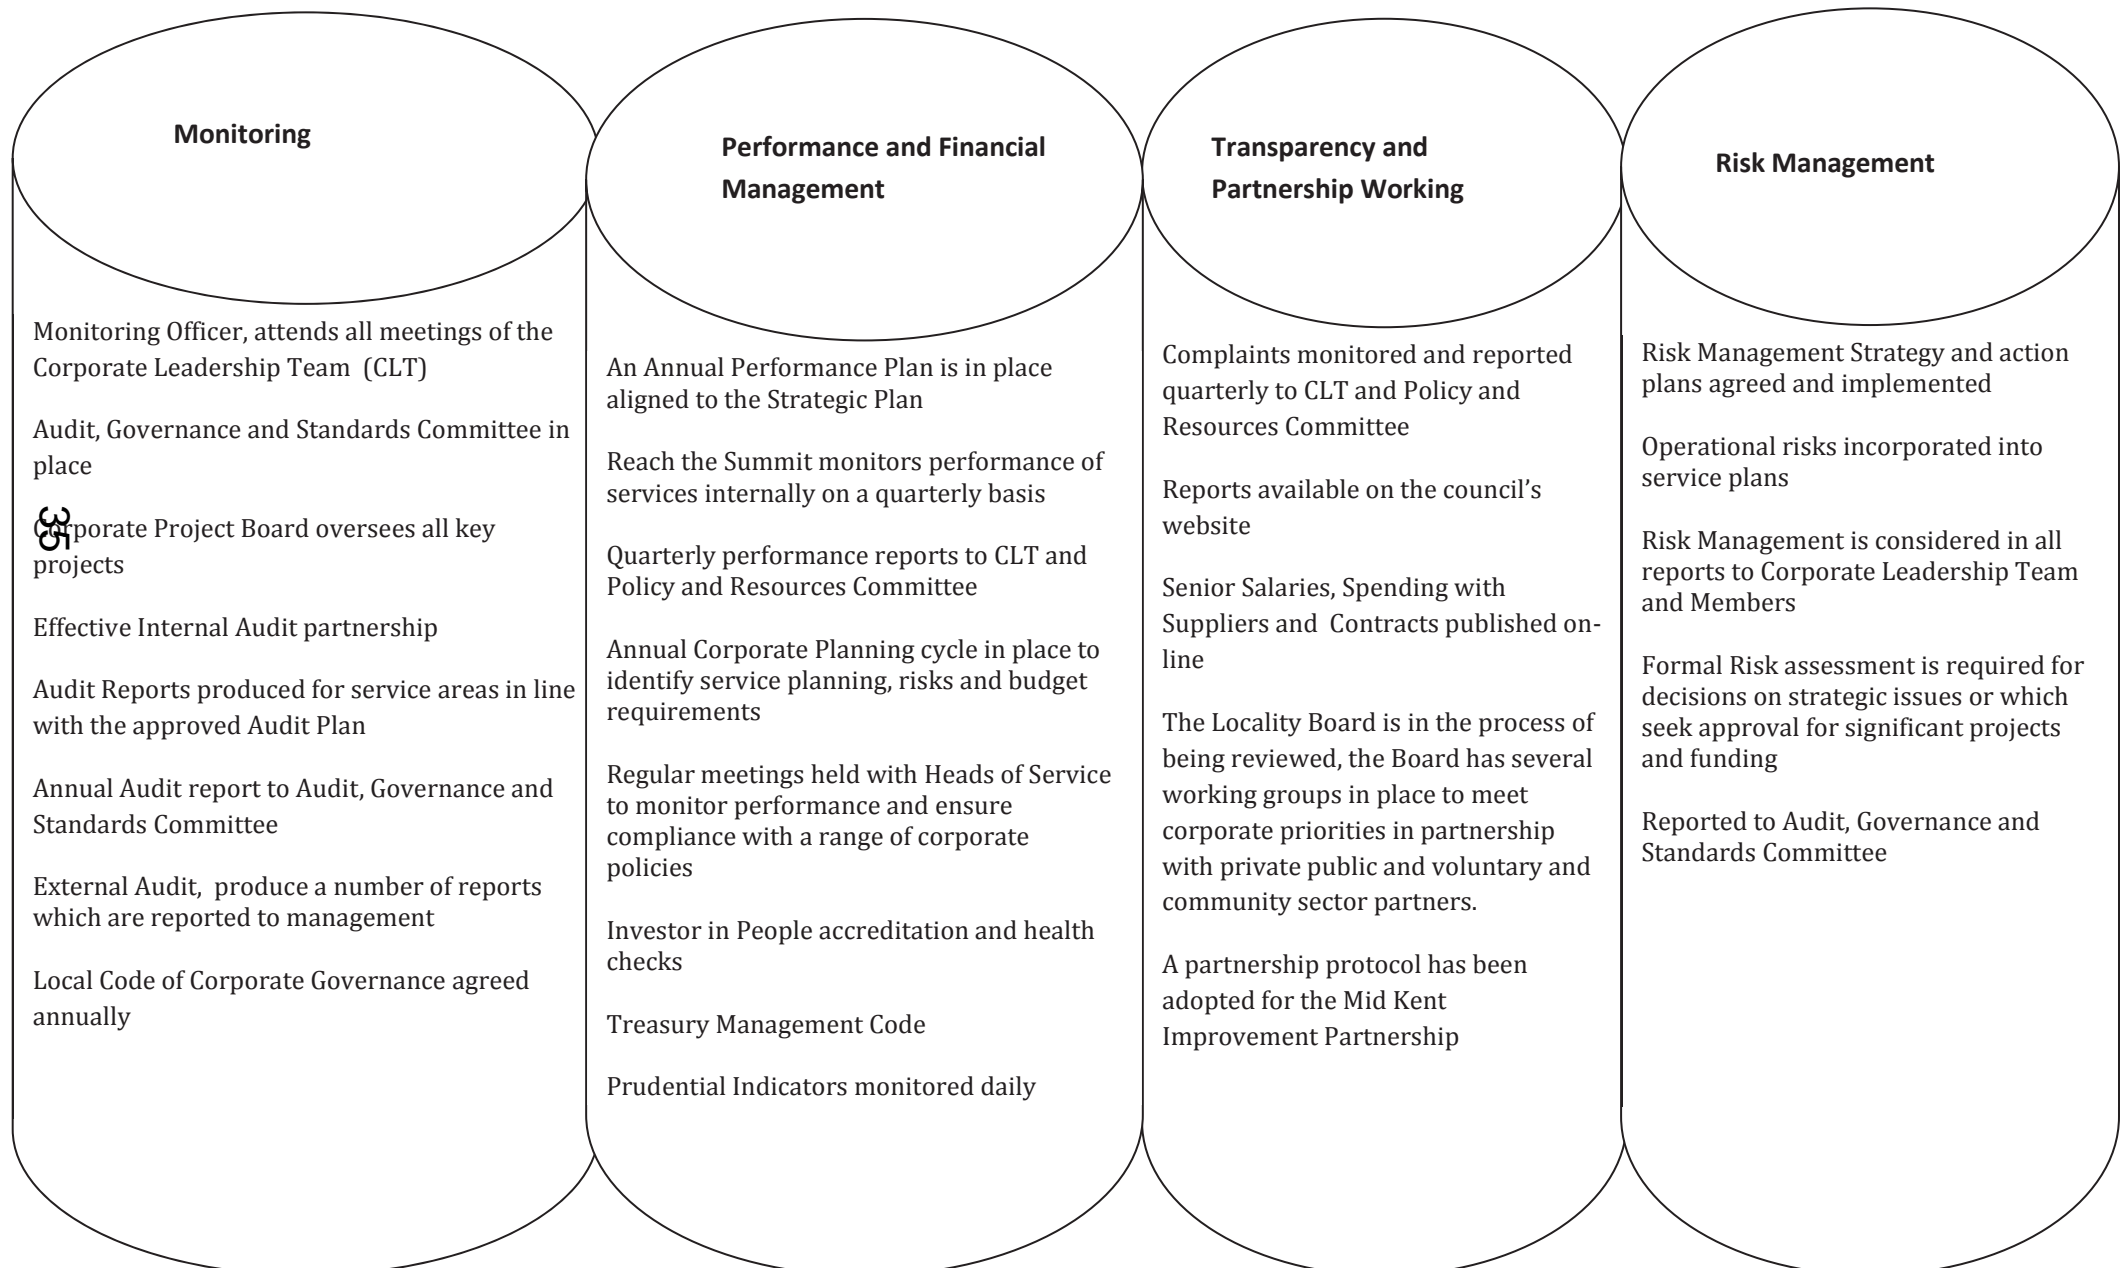 Monitoring
Monitoring Officer, attends all meetings of the
Corporate Leadership Team (CLT)
Audit, Governance and Standards Committee in
place
35
Corporate Project Board oversees all key
projects
Effective Internal Audit partnership
Audit Reports produced for service areas in line
with the approved Audit Plan
Annual Audit report to Audit, Governance and
Standards Committee
External Audit, produce a number of reports
which are reported to management
Local Code of Corporate Governance agreed
annually
Performance and Financial
Management
An Annual Performance Plan is in place
aligned to the Strategic Plan
Reach the Summit monitors performance of
services internally on a quarterly basis
Quarterly performance reports to CLT and
Policy and Resources Committee
Annual Corporate Planning cycle in place to
identify service planning, risks and budget
requirements
Regular meetings held with Heads of Service
to monitor performance and ensure
compliance with a range of corporate
policies
Investor in People accreditation and health
checks
Treasury Management Code
Prudential Indicators monitored daily
Transparency and
Partnership Working
Complaints monitored and reported
quarterly to CLT and Policy and
Resources Committee
Reports available on the council’s
website
Senior Salaries, Spending with
Suppliers and Contracts published on-
line
The Locality Board is in the process of
being reviewed, the Board has several
working groups in place to meet
corporate priorities in partnership
with private public and voluntary and
community sector partners.
A partnership protocol has been
adopted for the Mid Kent
Improvement Partnership
Risk Management
Risk Management Strategy and action
plans agreed and implemented
Operational risks incorporated into
service plans
Risk Management is considered in all
reports to Corporate Leadership Team
and Members
Formal Risk assessment is required for
decisions on strategic issues or which
seek approval for significant projects
and funding
Reported to Audit, Governance and
Standards Committee